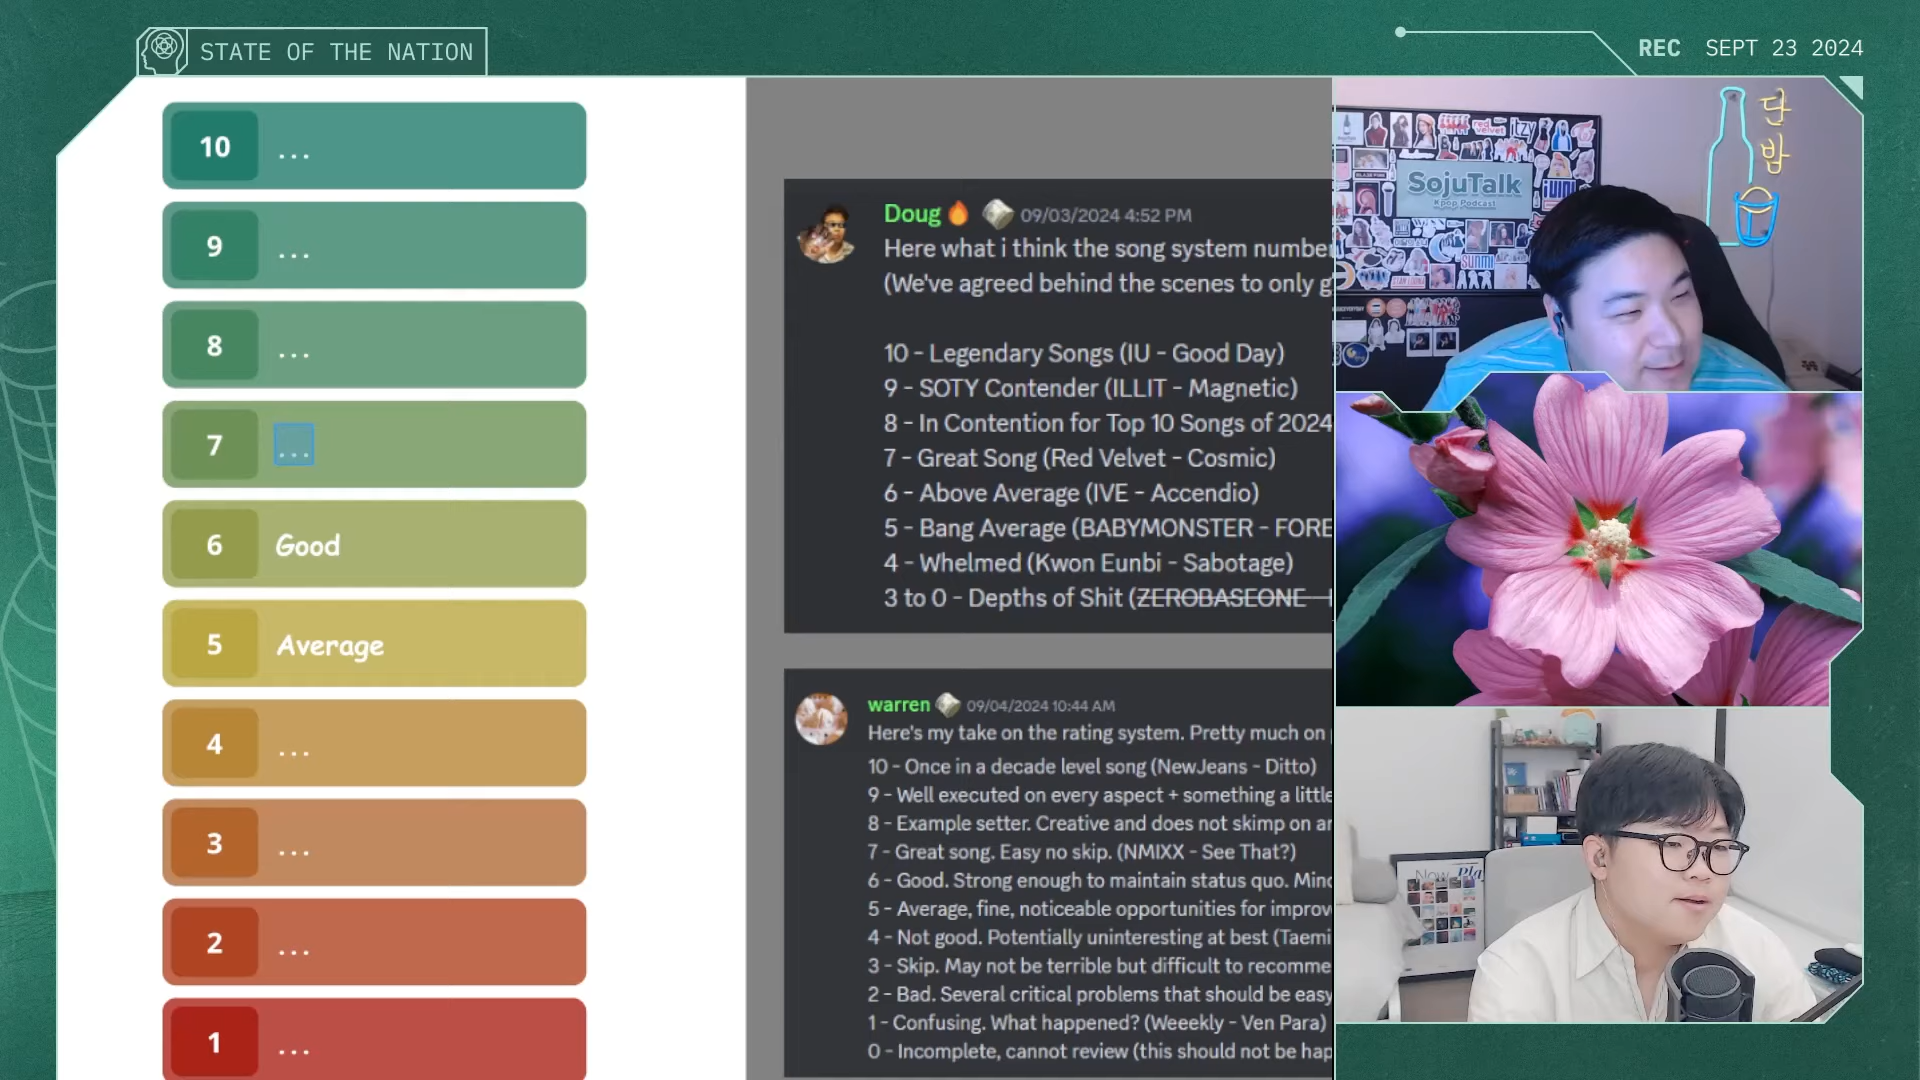 STATE OF THE NATION
REC SEPT 23 2024
10 ...
9 ...
8 ...
7 ...
6 Good
5 Average
4 ...
3 ...
2 ...
1 ...
Doug 09/03/2024 4:52 PM
Here what i think the song system number
(We've agreed behind the scenes to only g
10 - Legendary Songs (IU - Good Day)
9 - SOTY Contender (ILLIT - Magnetic)
8 - In Contention for Top 10 Songs of 2024
7 - Great Song (Red Velvet - Cosmic)
6 - Above Average (IVE - Accendio)
5 - Bang Average (BABYMONSTER - FORE
4 - Whelmed (Kwon Eunbi - Sabotage)
3 to 0 - Depths of Shit (ZEROBASEONE -
warren 09/04/2024 10:44 AM
Here's my take on the rating system. Pretty much on
10 - Once in a decade level song (NewJeans - Ditto)
9 - Well executed on every aspect + something a little
8 - Example setter. Creative and does not skimp on
7 - Great song. Easy no skip. (NMIXX - See That?)
6 - Good. Strong enough to maintain status quo. Mino
5 - Average, fine, noticeable opportunities for improv
4 - Not good. Potentially uninteresting at best (Taemi
3 - Skip. May not be terrible but difficult to recomme
2 - Bad. Several critical problems that should be easy
1 - Confusing. What happened? (Weeekly - Ven Para)
0 - Incomplete, cannot review (this should not be hap
단
밤
red velvet
itzy
SojuTalk
Kpop Podcast
SUNMI
Now Pla